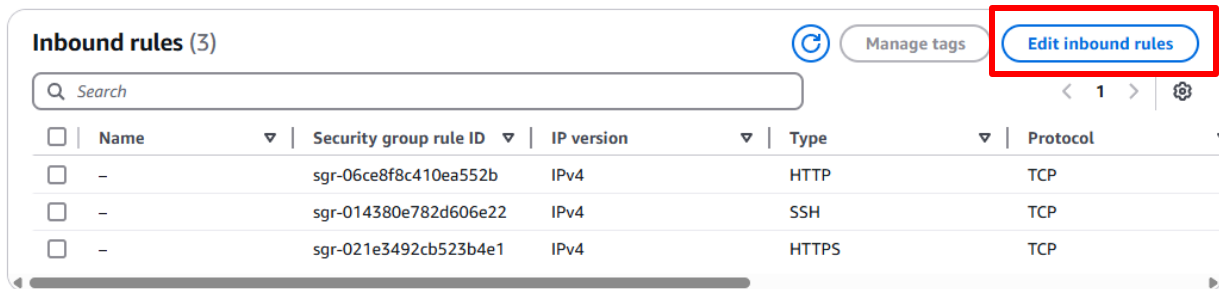 Inbound rules (3) Manage tags Edit inbound rules
Search 1
Name Security group rule ID IP version Type Protocol
– sgr-06ce8f8c410ea552b IPv4 HTTP TCP
– sgr-014380e782d606e22 IPv4 SSH TCP
– sgr-021e3492cb523b4e1 IPv4 HTTPS TCP